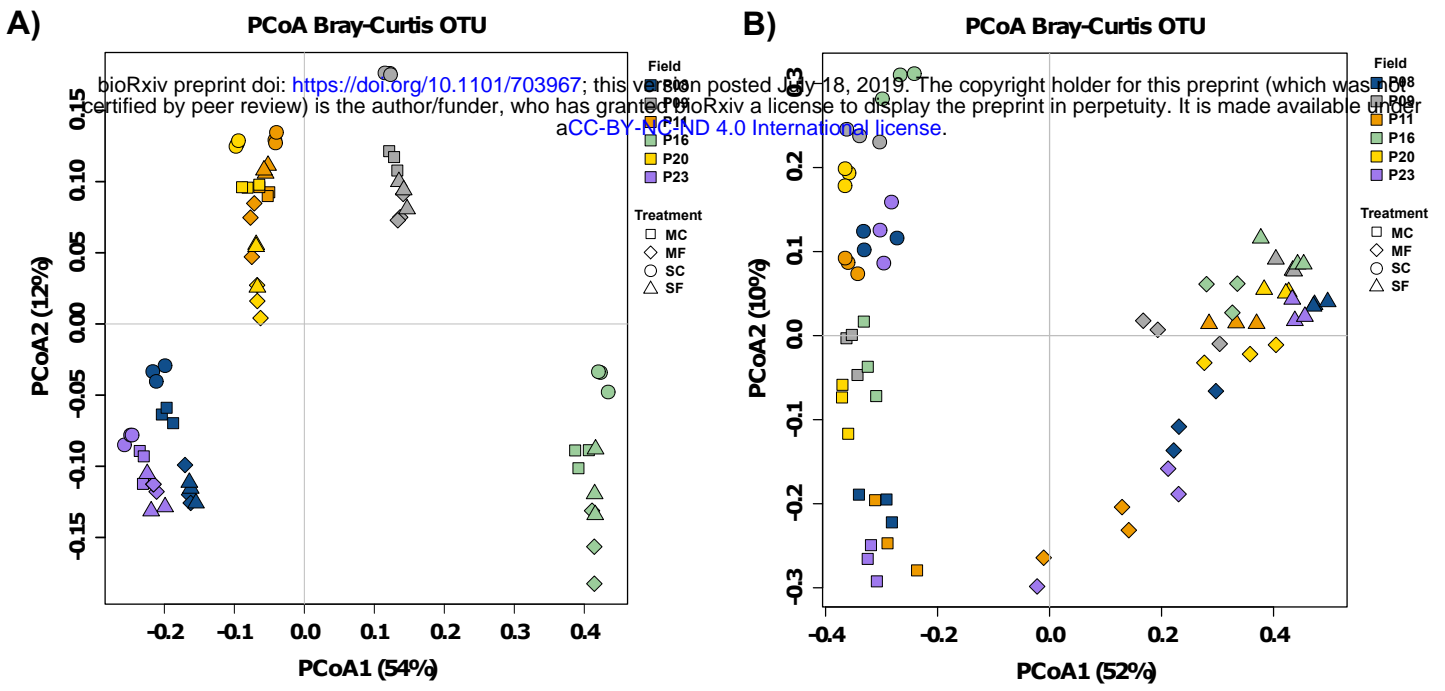 A)
PCoA Bray-Curtis OTU
B)
PCoA Bray-Curtis OTU
bioRxiv preprint doi: https://doi.org/10.1101/703967; this version posted July 18, 2019. The copyright holder for this preprint (which was not
certified by peer review) is the author/funder, who has granted bioRxiv a license to display the preprint in perpetuity. It is made available under
aCC-BY-NC-ND 4.0 International license.
Field
P08
P09
P11
P16
P20
P23
Treatment
MC
MF
SC
SF
PCoA2 (12%)
0.15
0.10
0.05
0.00
-0.05
-0.10
-0.15
-0.2
-0.1
0.0
0.1
0.2
0.3
0.4
PCoA1 (54%)
Field
P08
P09
P11
P16
P20
P23
Treatment
MC
MF
SC
SF
PCoA2 (10%)
0.3
0.2
0.1
0.0
-0.1
-0.2
-0.3
-0.4
-0.2
0.0
0.2
0.4
PCoA1 (52%)